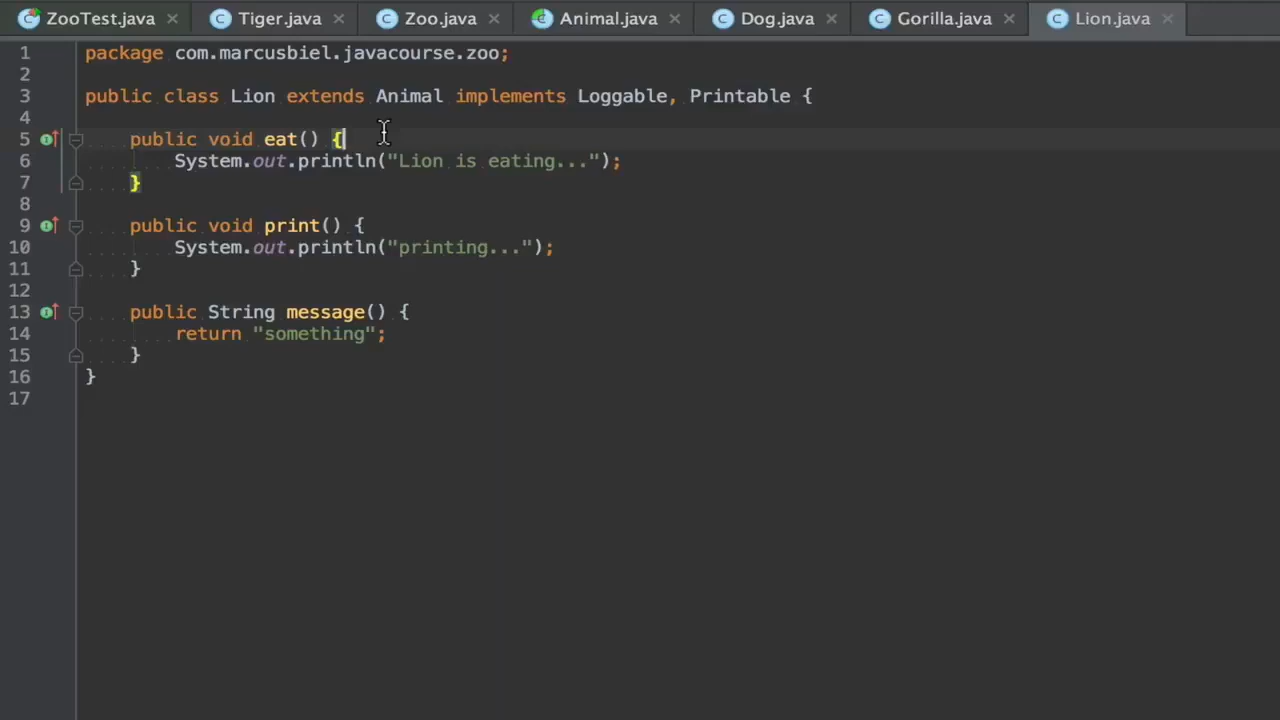 ZooTest.java Tiger.java Zoo.java Animal.java Dog.java Gorilla.java Lion.java
1 package com.marcusbiel.javacourse.zoo;
2
3 public class Lion extends Animal implements Loggable, Printable {
4
5 public void eat() {
6 System.out.println("Lion is eating...");
7 }
8
9 public void print() {
10 System.out.println("printing...");
11 }
12
13 public String message() {
14 return "something";
15 }
16 }
17